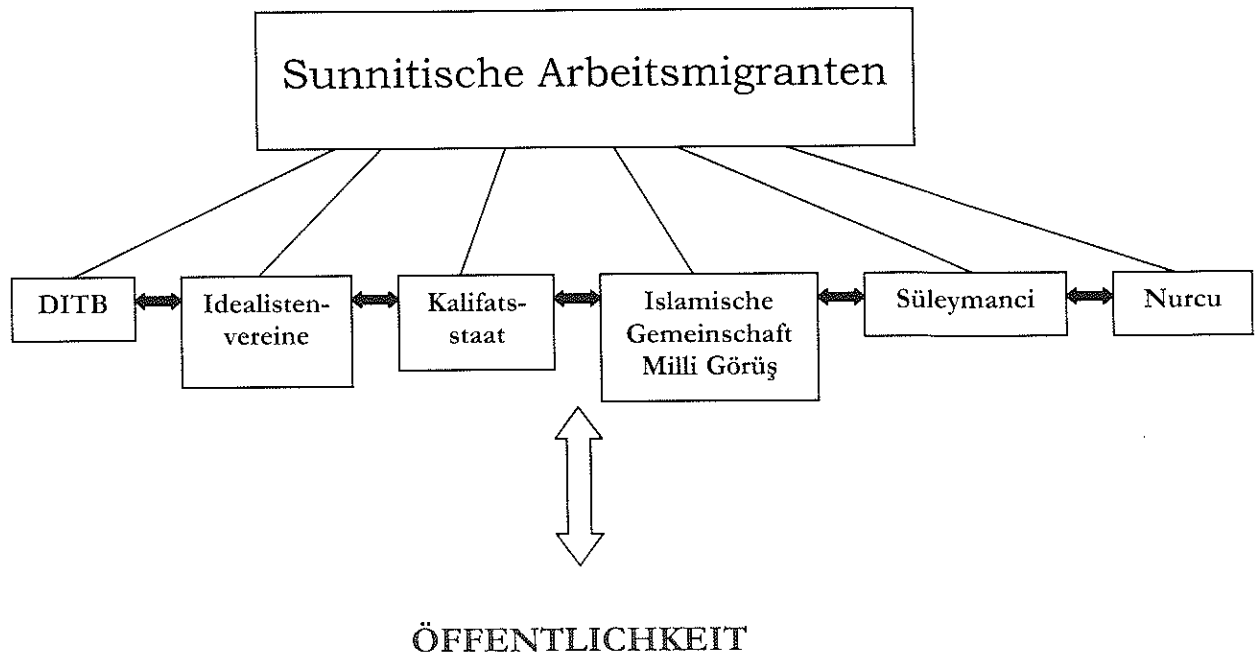 Sunnitische Arbeitsmigranten
DITB
Idealisten-
vereine
Kalifats-
staat
Islamische
Gemeinschaft
Milli Görüş
Süleymanci
Nurcu
ÖFFENTLICHKEIT